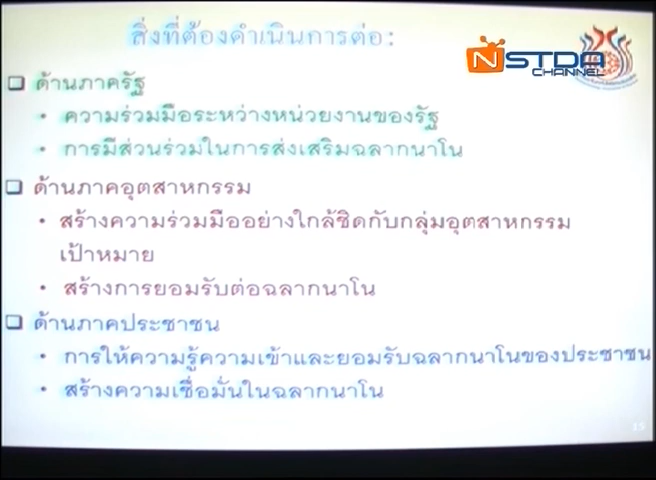 สิ่งที่ต้องดำเนินการต่อ:
NSTDA
CHANNEL
ด้านภาครัฐ
• ความร่วมมือระหว่างหน่วยงานของรัฐ
• การมีส่วนร่วมในการส่งเสริมฉลากนาโน
ด้านภาคอุตสาหกรรม
• สร้างความร่วมมืออย่างใกล้ชิดกับกลุ่มอุตสาหกรรม
เป้าหมาย
• สร้างการยอมรับต่อฉลากนาโน
ด้านภาคประชาชน
• การให้ความรู้ความเข้าและยอมรับฉลากนาโนของประชาชน
• สร้างความเชื่อมั่นในฉลากนาโน
15